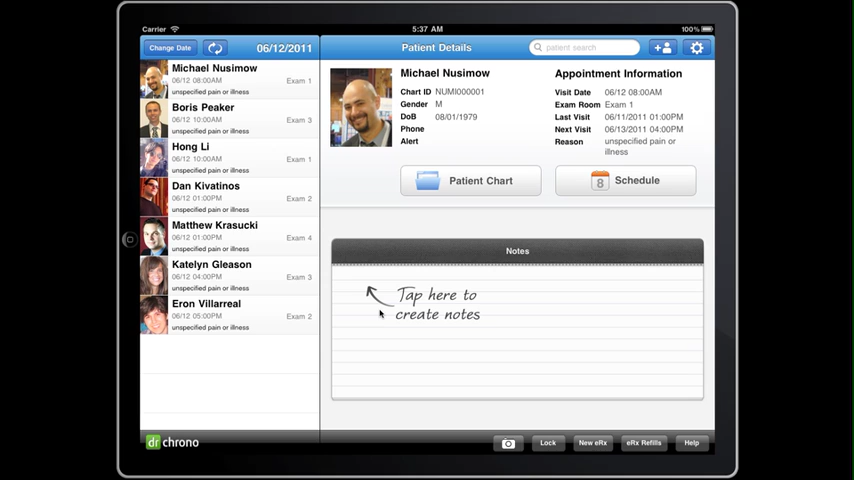 Carrier
5:37 AM
100%
Change Date
06/12/2011
Michael Nusimow
06/12 08:00AM
Exam 1
unspecified pain or illness
Boris Peaker
06/12 10:00AM
Exam 3
unspecified pain or illness
Hong Li
06/12 10:00AM
Exam 1
unspecified pain or illness
Dan Kivatinos
06/12 01:00PM
Exam 2
unspecified pain or illness
Matthew Krasucki
06/12 01:00PM
Exam 4
unspecified pain or illness
Katelyn Gleason
06/12 04:00PM
Exam 3
unspecified pain or illness
Eron Villarreal
06/12 05:00PM
Exam 2
unspecified pain or illness
Patient Details
patient search
Michael Nusimow
Chart ID NUMI000001
Gender M
DoB 08/01/1979
Phone
Alert
Appointment Information
Visit Date 06/12 08:00AM
Exam Room Exam 1
Last Visit 06/11/2011 01:00PM
Next Visit 06/13/2011 04:00PM
Reason unspecified pain or
illness
Patient Chart
8 Schedule
Notes
Tap here to
create notes
drchrono
Lock
New eRx
eRx Refills
Help